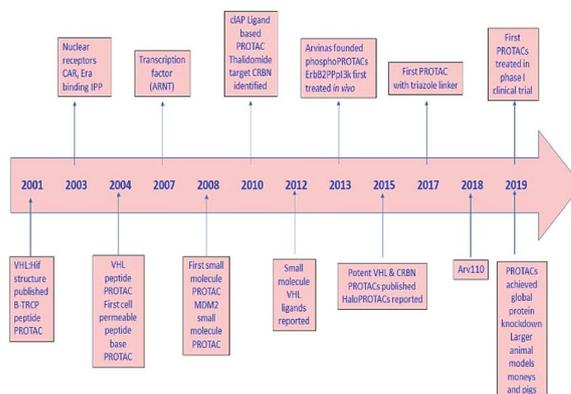 Nuclear
receptors
CAR, Era
binding IPP
Transcription
factor
(ARNT)
cIAP Ligand
based
PROTAC
Thalidomide
target CRBN
identified
Arvinas founded
phosphoPROTACs
ErbB2PPpI3k first
treated in vivo
First PROTAC
with triazole linker
First
PROTACs
treated in
phase I
clinical trial
2001 2003 2004 2007 2008 2010 2012 2013 2015 2017 2018 2019
VHL:Hif
structure
published
B-TRCP
peptide
PROTAC
VHL
peptide
PROTAC
First cell
permeable
peptide
base PROTAC
First small
molecule
PROTAC
MDM2
small
molecule
PROTAC
Small
molecule
VHL
ligands
reported
Potent VHL & CRBN
PROTACs published
HaloPROTACs reported
Arv110
PROTACs
achieved
global
protein
knockdown
Larger
animal
models
moneys
and pigs